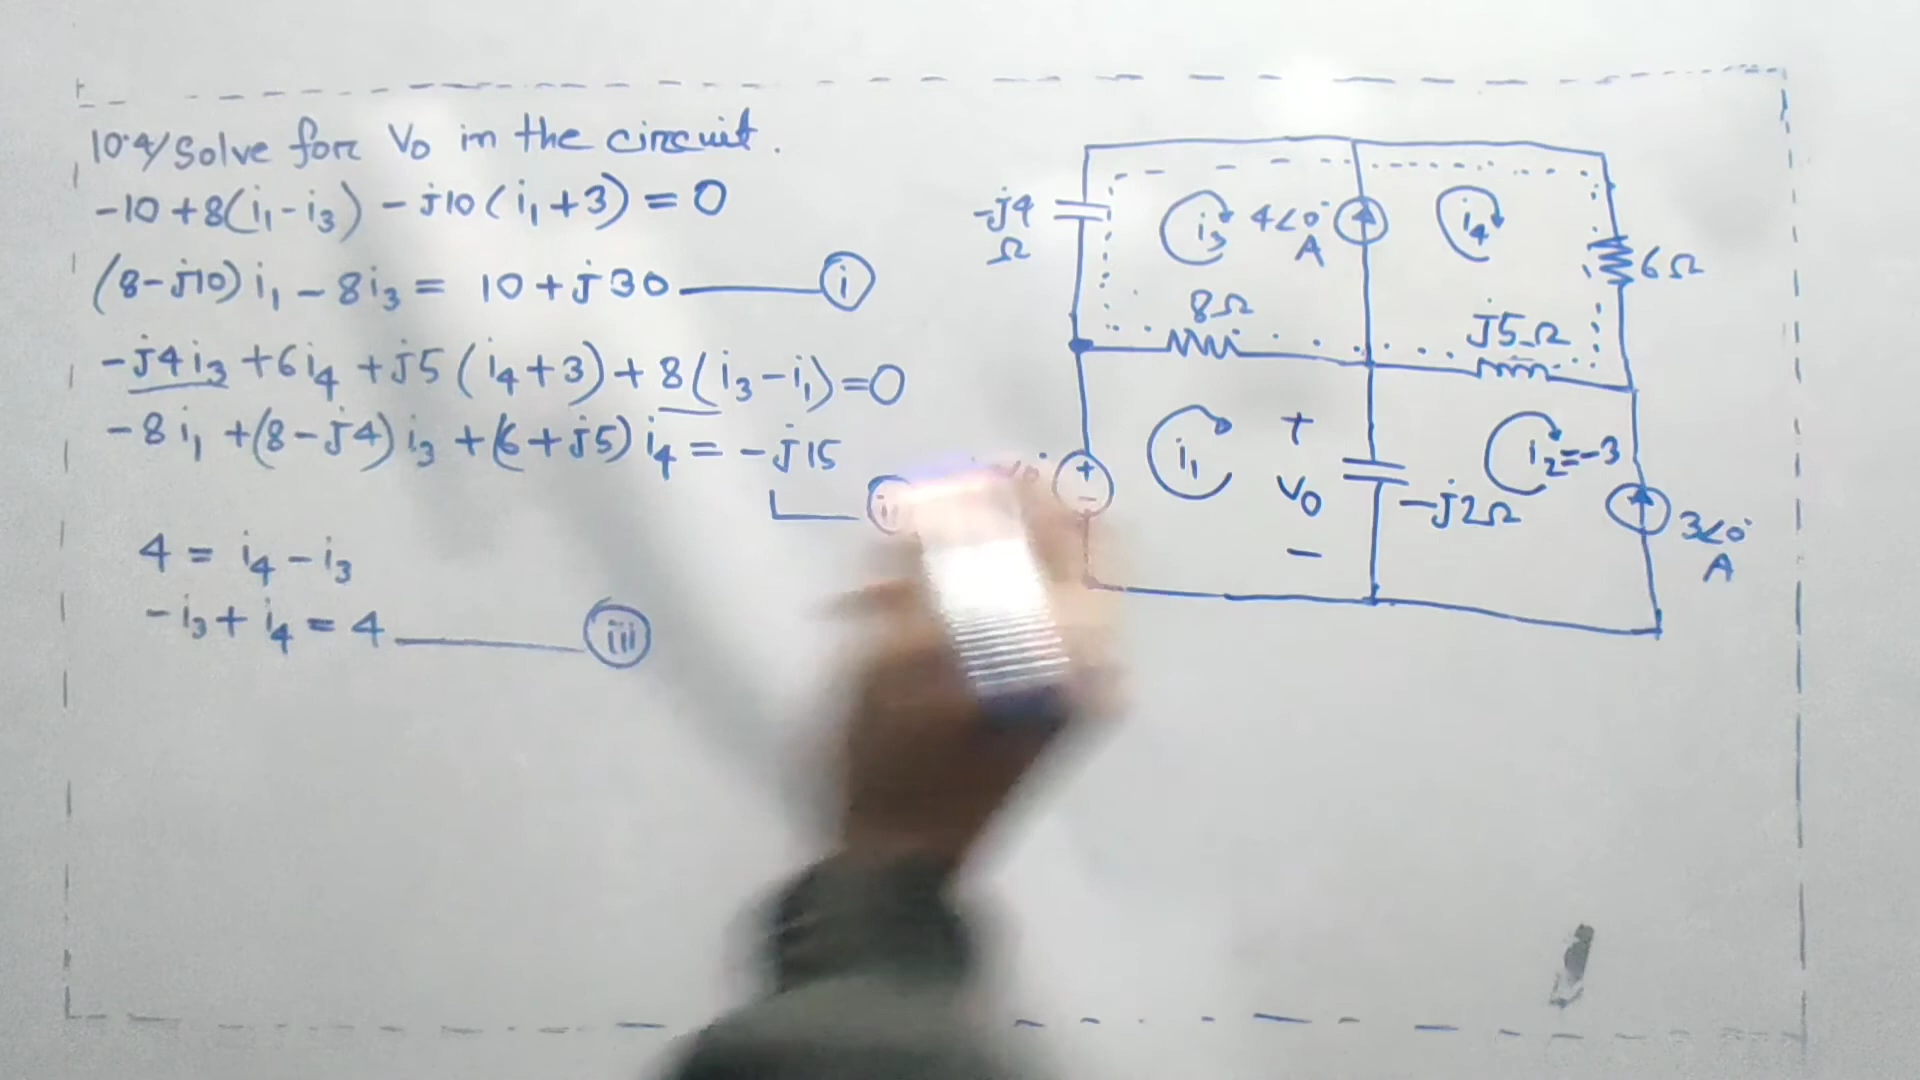 10.4/ Solve for V0 in the circuit.
-10+8(i1-i3)-j10(i1+3)=0
(8-j10)i1-8i3= 10+j30 (i)
-j4i3+6i4+j5(i4+3)+8(i3-i1)=0
-8i1+(8-j4)i3+(6+j5)i4=-j15
4= i4-i3
-i3+i4=4 (iii)
-j4
Ω
i3
4<0°
A
i4
6Ω
8Ω
j5Ω
i1
+
V0
-
-j2Ω
i2=-3
+
-
3<0°
A